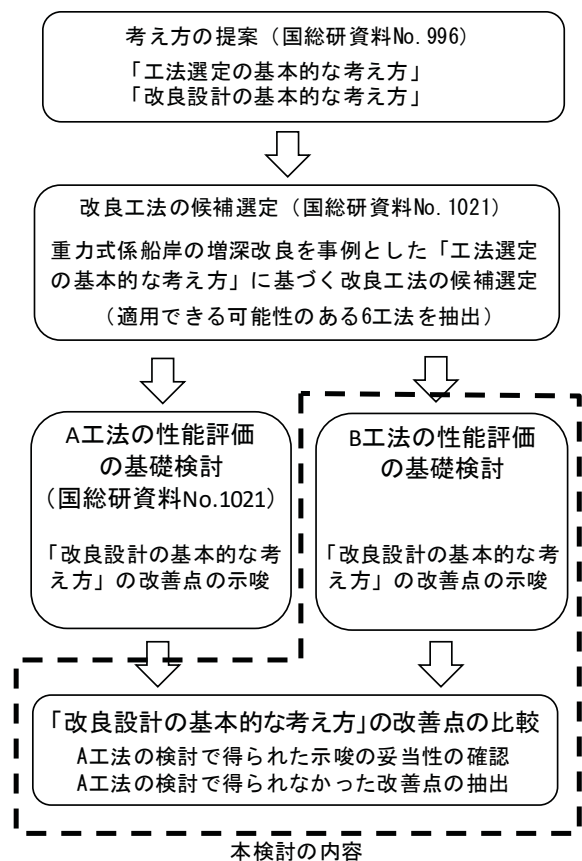 考え方の提案（国総研資料No. 996）
「工法選定の基本的な考え方」
「改良設計の基本的な考え方」
改良工法の候補選定（国総研資料No. 1021）
重力式係船岸の増深改良を事例とした「工法選定
の基本的な考え方」に基づく改良工法の候補選定
（適用できる可能性のある6工法を抽出）
A工法の性能評価
の基礎検討
（国総研資料No.1021）
「改良設計の基本的な考
え方」の改善点の示唆
B工法の性能評価
の基礎検討
「改良設計の基本的な考
え方」の改善点の示唆
「改良設計の基本的な考え方」の改善点の比較
A工法の検討で得られた示唆の妥当性の確認
A工法の検討で得られなかった改善点の抽出
本検討の内容